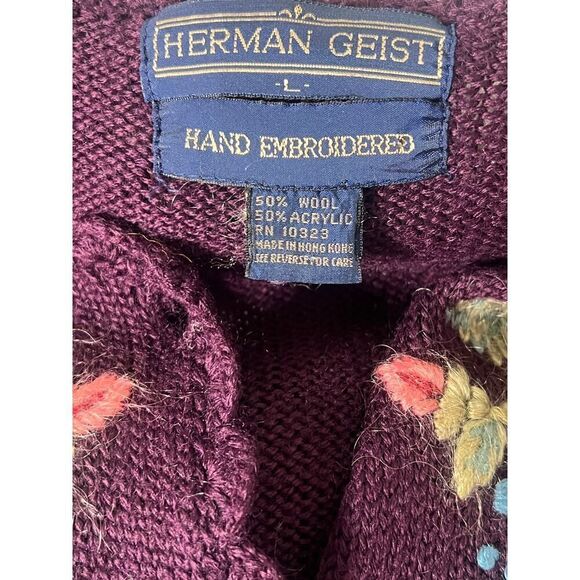 HERMAN GEIST
-L-
HAND EMBROIDERED
50% WOOL
50% ACRYLIC
RN 10323
MADE IN HONG KONG
SEE REVERSE FOR CARE